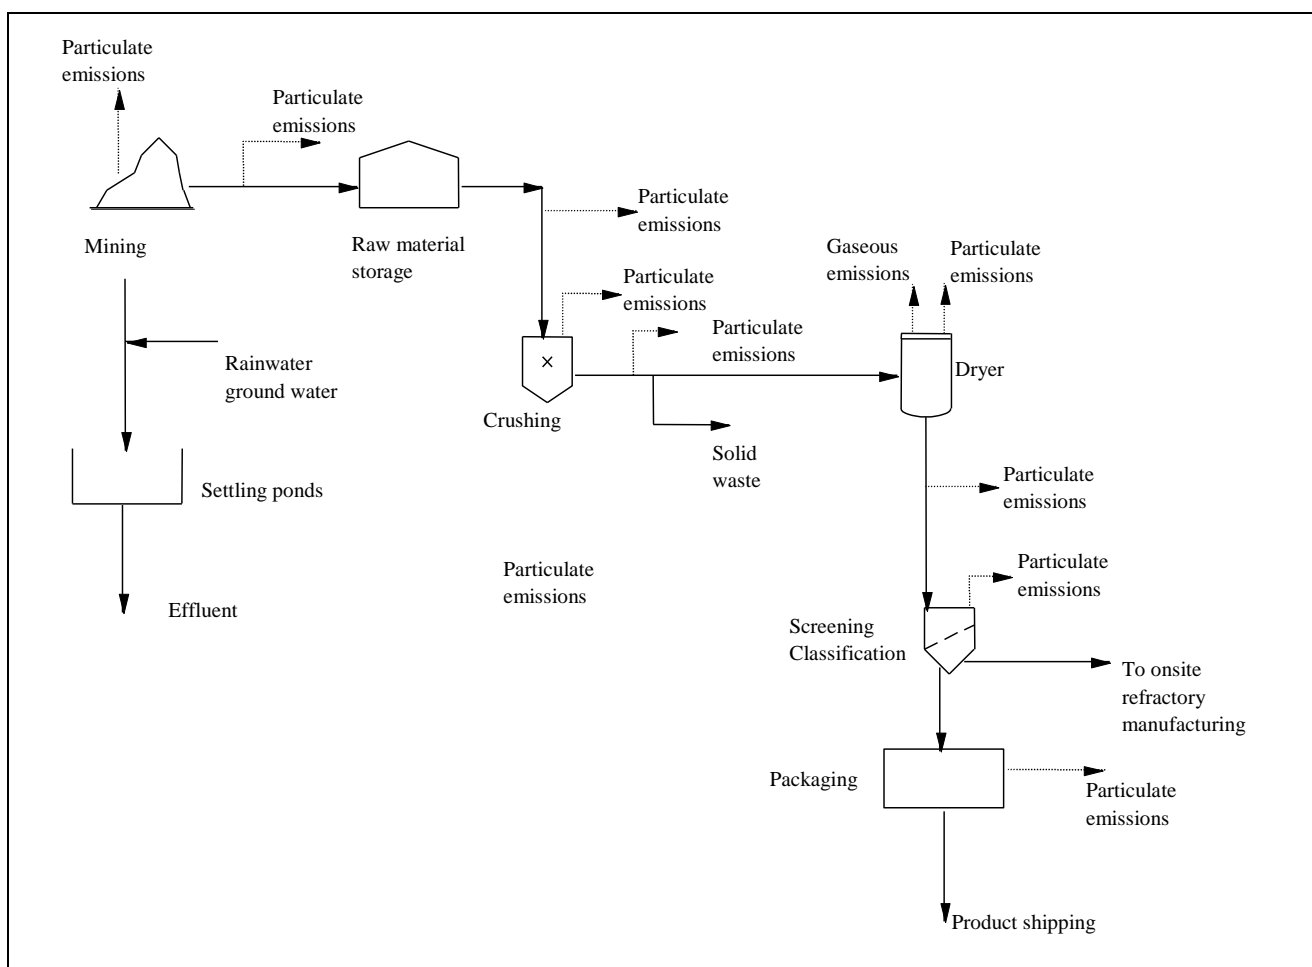 Particulate
emissions
Particulate
emissions
Particulate
emissions
Mining
Raw material
storage
Gaseous
emissions
Particulate
emissions
Particulate
emissions
Particulate
emissions
Rainwater
ground water
Dryer
Crushing
Solid
waste
Settling ponds
Particulate
emissions
Particulate
emissions
Particulate
emissions
Effluent
Screening
Classification
To onsite
refractory
manufacturing
Packaging
Particulate
emissions
Product shipping